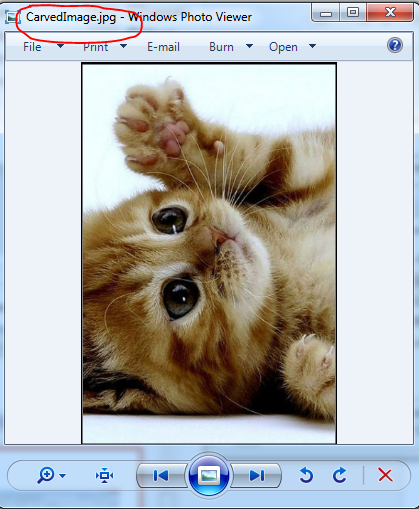 CarvedImage.jpg - Windows Photo Viewer
File Print E-mail Burn Open